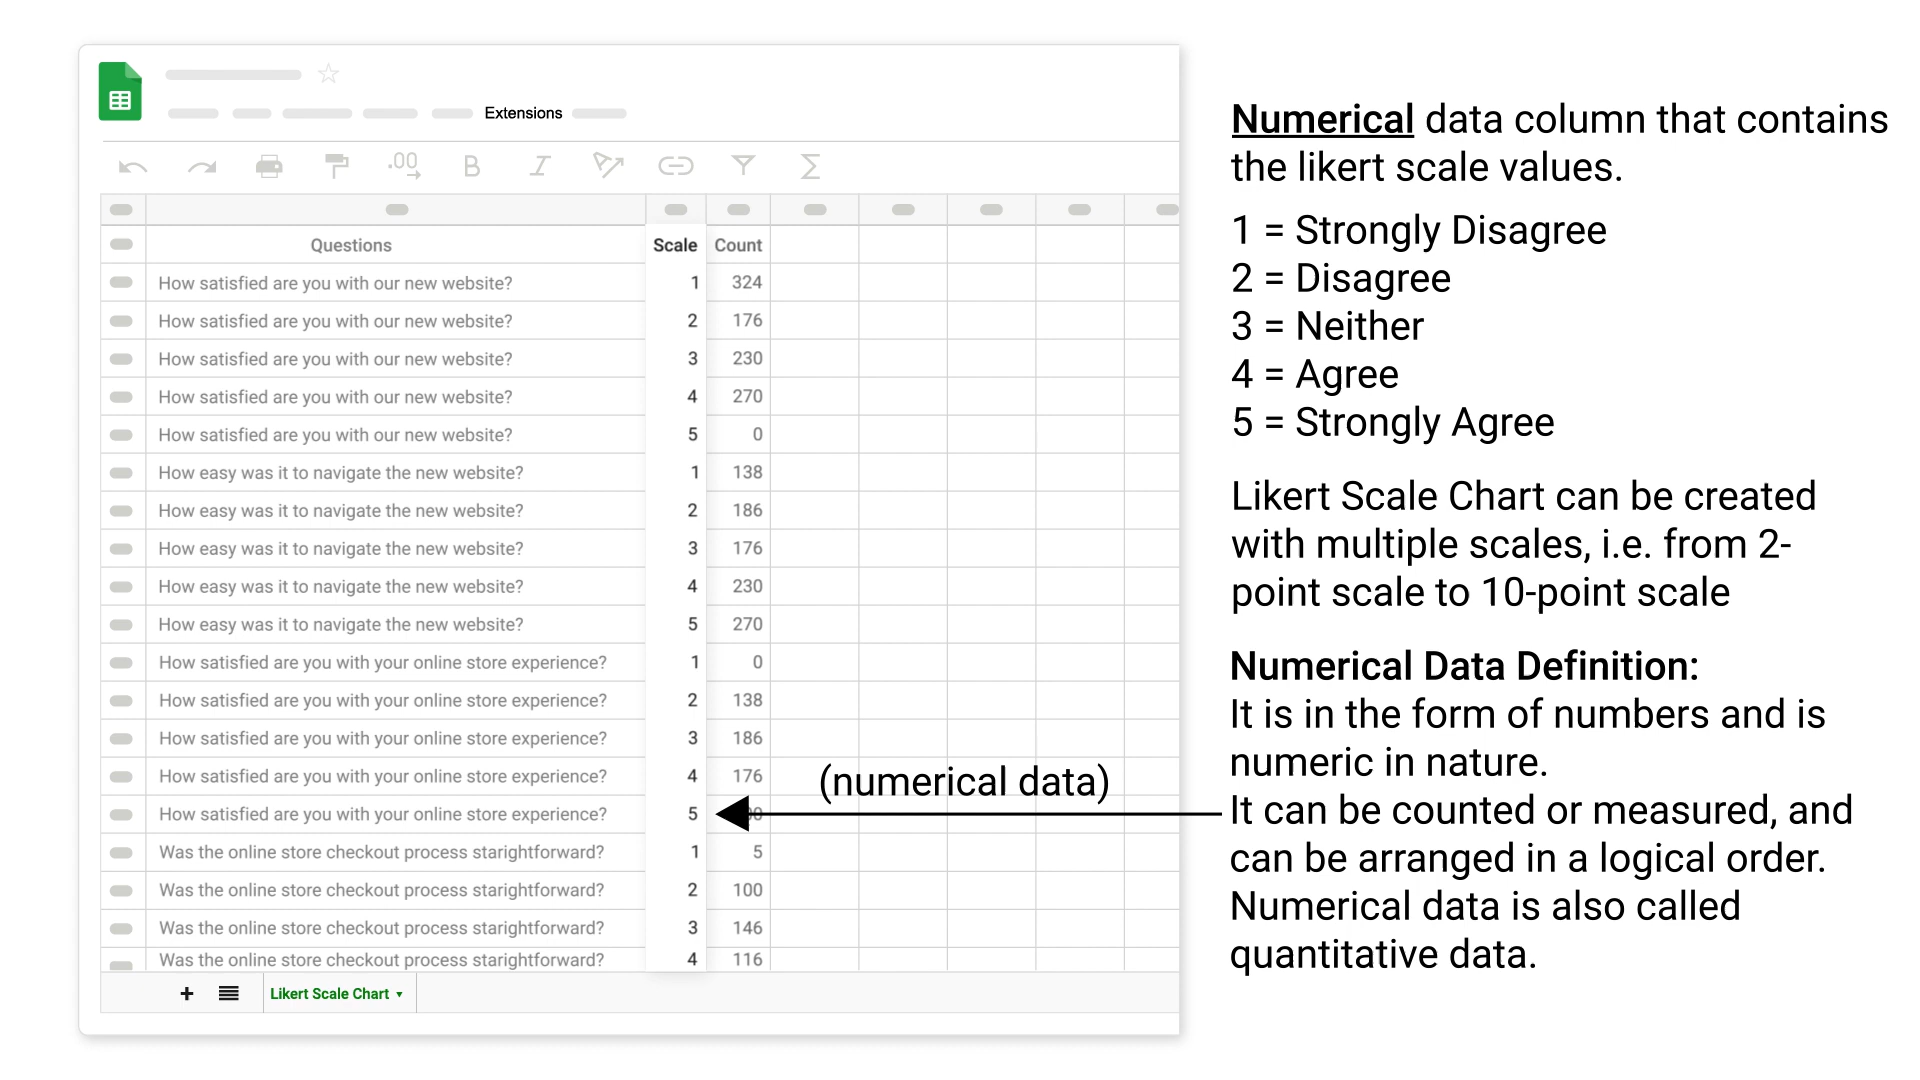 Extensions
.00
Questions Scale Count
How satisfied are you with our new website? 1 324
How satisfied are you with our new website? 2 176
How satisfied are you with our new website? 3 230
How satisfied are you with our new website? 4 270
How satisfied are you with our new website? 5 0
How easy was it to navigate the new website? 1 138
How easy was it to navigate the new website? 2 186
How easy was it to navigate the new website? 3 176
How easy was it to navigate the new website? 4 230
How easy was it to navigate the new website? 5 270
How satisfied are you with your online store experience? 1 0
How satisfied are you with your online store experience? 2 138
How satisfied are you with your online store experience? 3 186
How satisfied are you with your online store experience? 4 176
How satisfied are you with your online store experience? 5
Was the online store checkout process starightforward? 1 5
Was the online store checkout process starightforward? 2 100
Was the online store checkout process starightforward? 3 146
Was the online store checkout process starightforward? 4 116
Likert Scale Chart
(numerical data)
Numerical data column that contains
the likert scale values.
1 = Strongly Disagree
2 = Disagree
3 = Neither
4 = Agree
5 = Strongly Agree
Likert Scale Chart can be created
with multiple scales, i.e. from 2-
point scale to 10-point scale
Numerical Data Definition:
It is in the form of numbers and is
numeric in nature.
It can be counted or measured, and
can be arranged in a logical order.
Numerical data is also called
quantitative data.